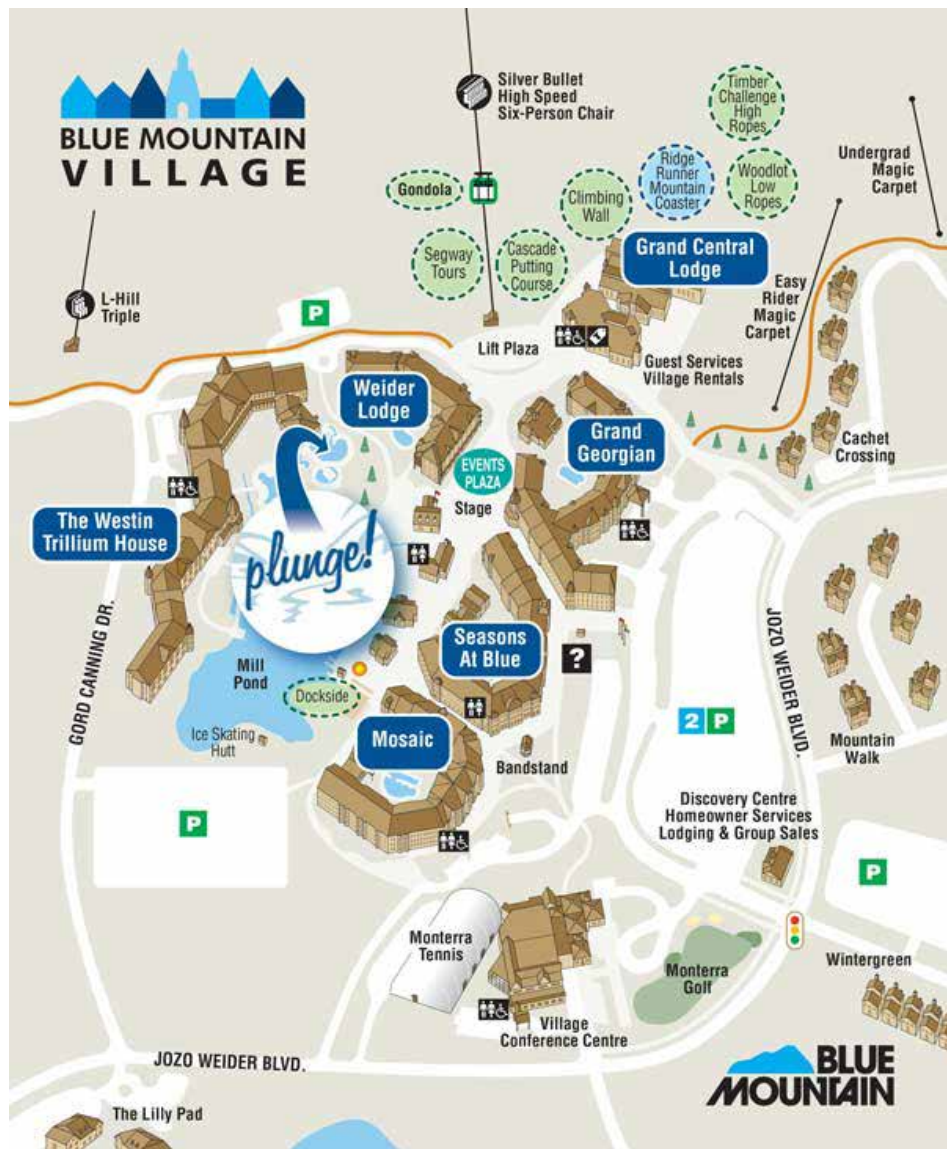 BLUE MOUNTAIN
VILLAGE
Silver Bullet
High Speed
Six-Person Chair
Timber
Challenge
High
Ropes
Undergrad
Magic
Carpet
Gondola
Climbing
Wall
Ridge
Runner
Mountain
Coaster
Woodlot
Low
Ropes
Segway
Tours
Cascade
Putting
Course
Grand Central
Lodge
L-Hill
Triple
P
Easy
Rider
Magic
Carpet
Lift Plaza
Guest Services
Village Rentals
Weider
Lodge
Grand
Georgian
Cachet
Crossing
EVENTS
PLAZA
Stage
The Westin
Trillium House
plunge!
GORD CANNING DR.
JOZO WEIDER BLVD.
Seasons
At Blue
?
Mill
Pond
Dockside
Ice Skating
Hutt
Mosaic
2 P
Mountain
Walk
Bandstand
P
Discovery Centre
Homeowner Services
Lodging & Group Sales
P
Monterra
Tennis
Monterra
Golf
Wintergreen
Village
Conference Centre
JOZO WEIDER BLVD.
BLUE
MOUNTAIN
The Lilly Pad